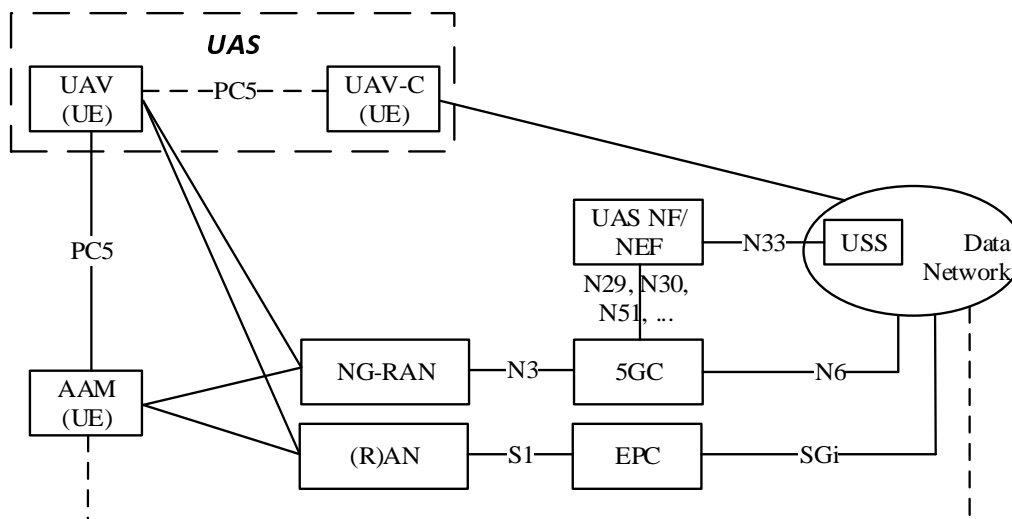 UAS
UAV
(UE)
PC5
UAV-C
(UE)
PC5
UAS NF/
NEF
N33
USS
Data
Network
N29, N30,
N51, ...
AAM
(UE)
NG-RAN
N3
5GC
N6
(R)AN
S1
EPC
SGi